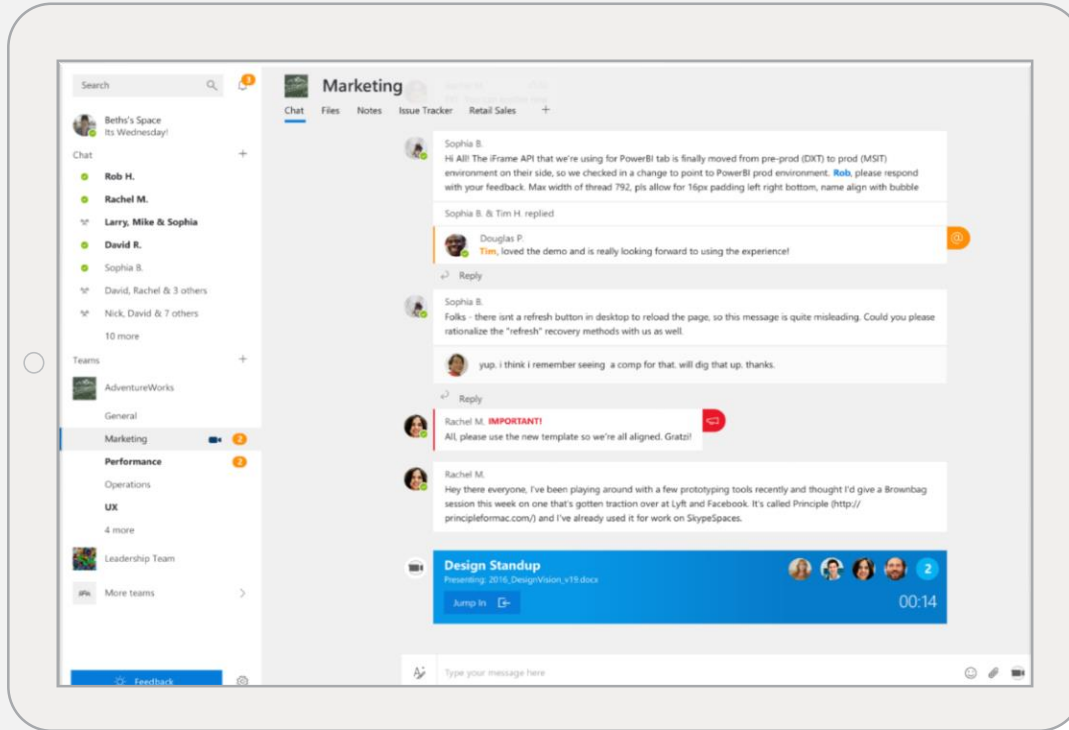 Search
3
Beths's Space
Its Wednesday!
Chat
+
Rob H.
Rachel M.
Larry, Mike & Sophia
David R.
Sophia B.
David, Rachel & 3 others
Nick, David & 7 others
10 more
Teams
+
AdventureWorks
General
Marketing
2
Performance
2
Operations
UX
4 more
Leadership Team
More teams
Feedback
Marketing
Chat Files Notes Issue Tracker Retail Sales +
Sophia B.
Hi All! The iFrame API that we're using for PowerBI tab is finally moved from pre-prod (DXT) to prod (MSIT)
environment on their side, so we checked in a change to point to PowerBI prod environment. Rob, please respond
with your feedback. Max width of thread 792, pls allow for 16px padding left right bottom, name align with bubble
Sophia B. & Tim H. replied
Douglas P.
Tim, loved the demo and is really looking forward to using the experience!
@
Reply
Sophia B.
Folks - there isnt a refresh button in desktop to reload the page, so this message is quite misleading. Could you please
rationalize the "refresh" recovery methods with us as well.
yup. i think i remember seeing a comp for that. will dig that up. thanks.
Reply
Rachel M. IMPORTANT!
All, please use the new template so we're all aligned. Gratzi!
Rachel M.
Hey there everyone, I've been playing around with a few prototyping tools recently and thought I'd give a Brownbag
session this week on one that's gotten traction over at Lyft and Facebook. It's called Principle (http://
principleformac.com/) and I've already used it for work on SkypeSpaces.
Design Standup
Presenting: 2016_DesignVision_v19.docx
2
Jump In
00:14
Type your message here